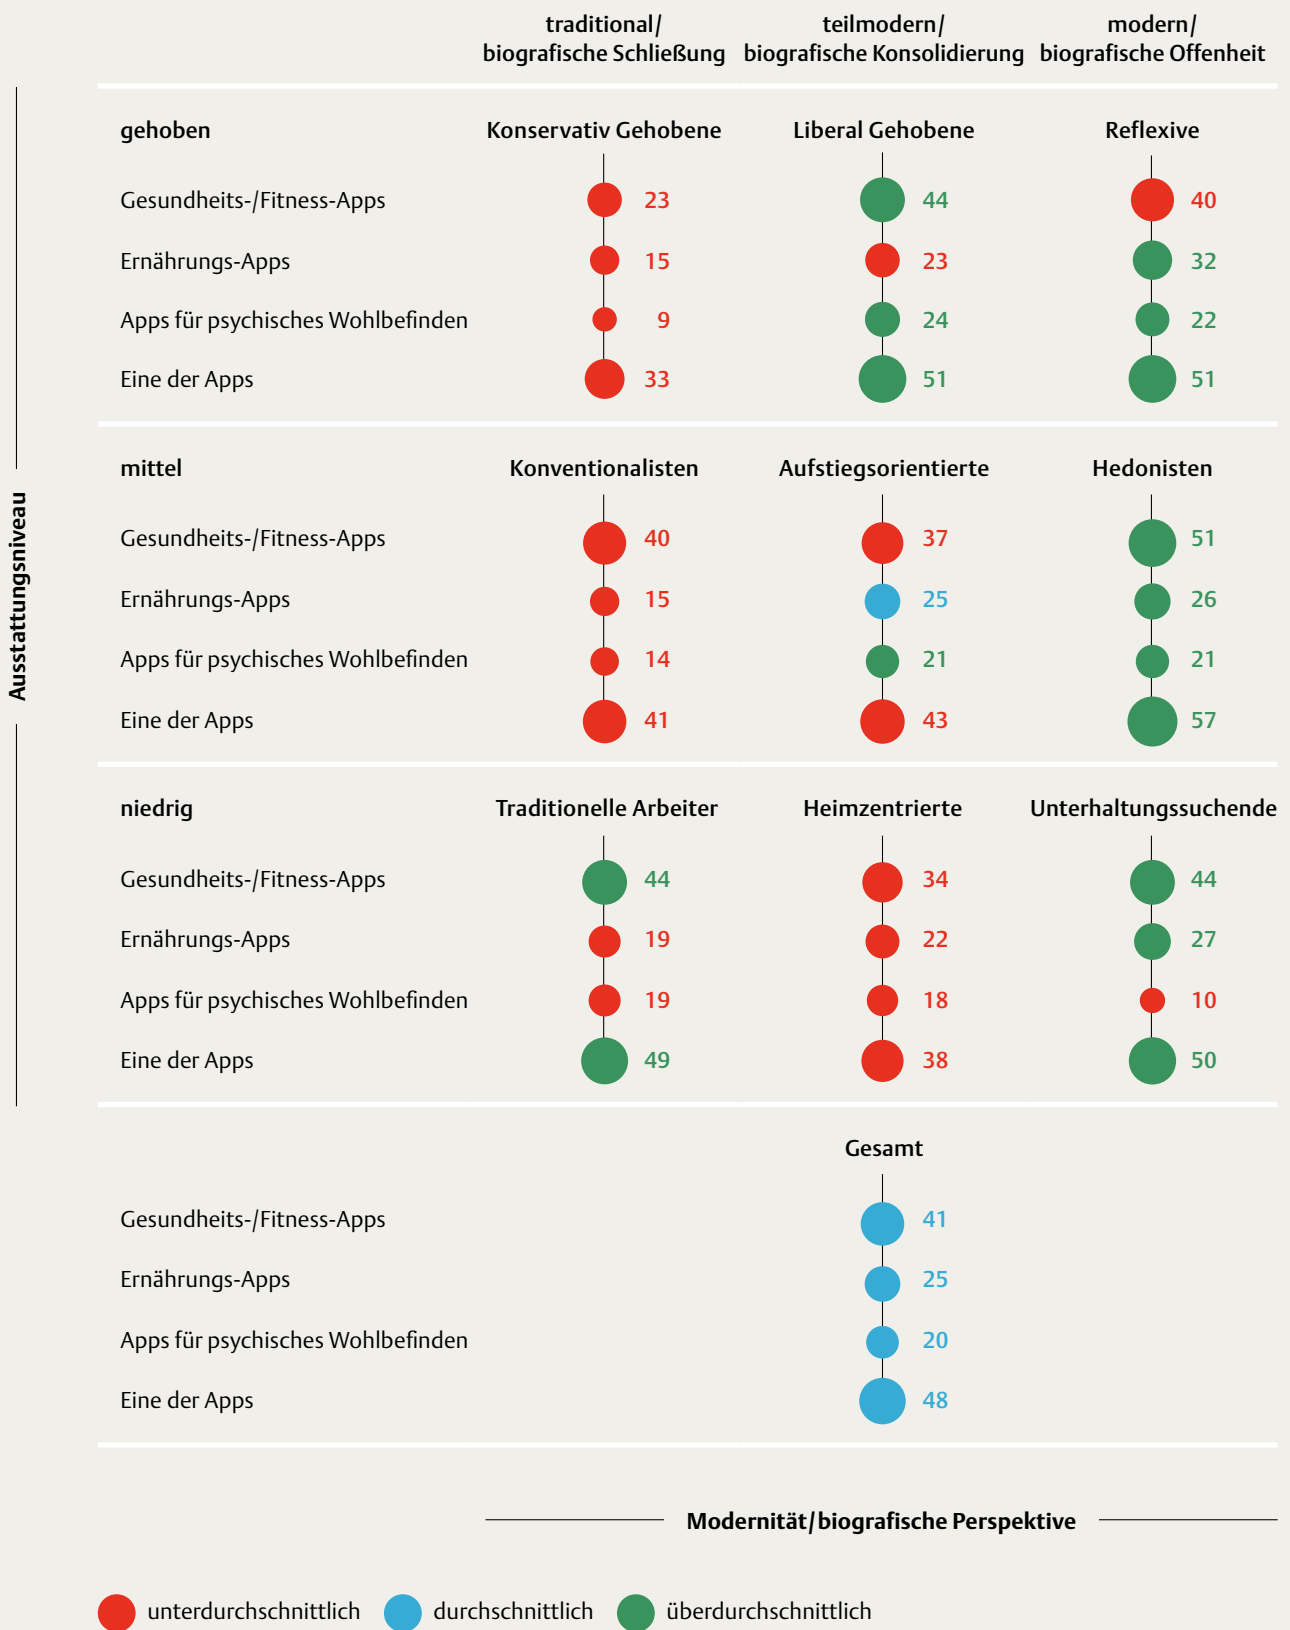 traditional/
biografische Schließung
teilmodern/
biografische Konsolidierung
modern/
biografische Offenheit
Ausstattungsniveau
gehoben Konservativ Gehobene Liberal Gehobene Reflexive
Gesundheits-/Fitness-Apps 23 44 40
Ernährungs-Apps 15 23 32
Apps für psychisches Wohlbefinden 9 24 22
Eine der Apps 33 51 51
mittel Konventionalisten Aufstiegsorientierte Hedonisten
Gesundheits-/Fitness-Apps 40 37 51
Ernährungs-Apps 15 25 26
Apps für psychisches Wohlbefinden 14 21 21
Eine der Apps 41 43 57
niedrig Traditionelle Arbeiter Heimzentrierte Unterhaltungssuchende
Gesundheits-/Fitness-Apps 44 34 44
Ernährungs-Apps 19 22 27
Apps für psychisches Wohlbefinden 19 18 10
Eine der Apps 49 38 50
Gesamt
Gesundheits-/Fitness-Apps 41
Ernährungs-Apps 25
Apps für psychisches Wohlbefinden 20
Eine der Apps 48
Modernität/biografische Perspektive
unterdurchschnittlich durchschnittlich überdurchschnittlich